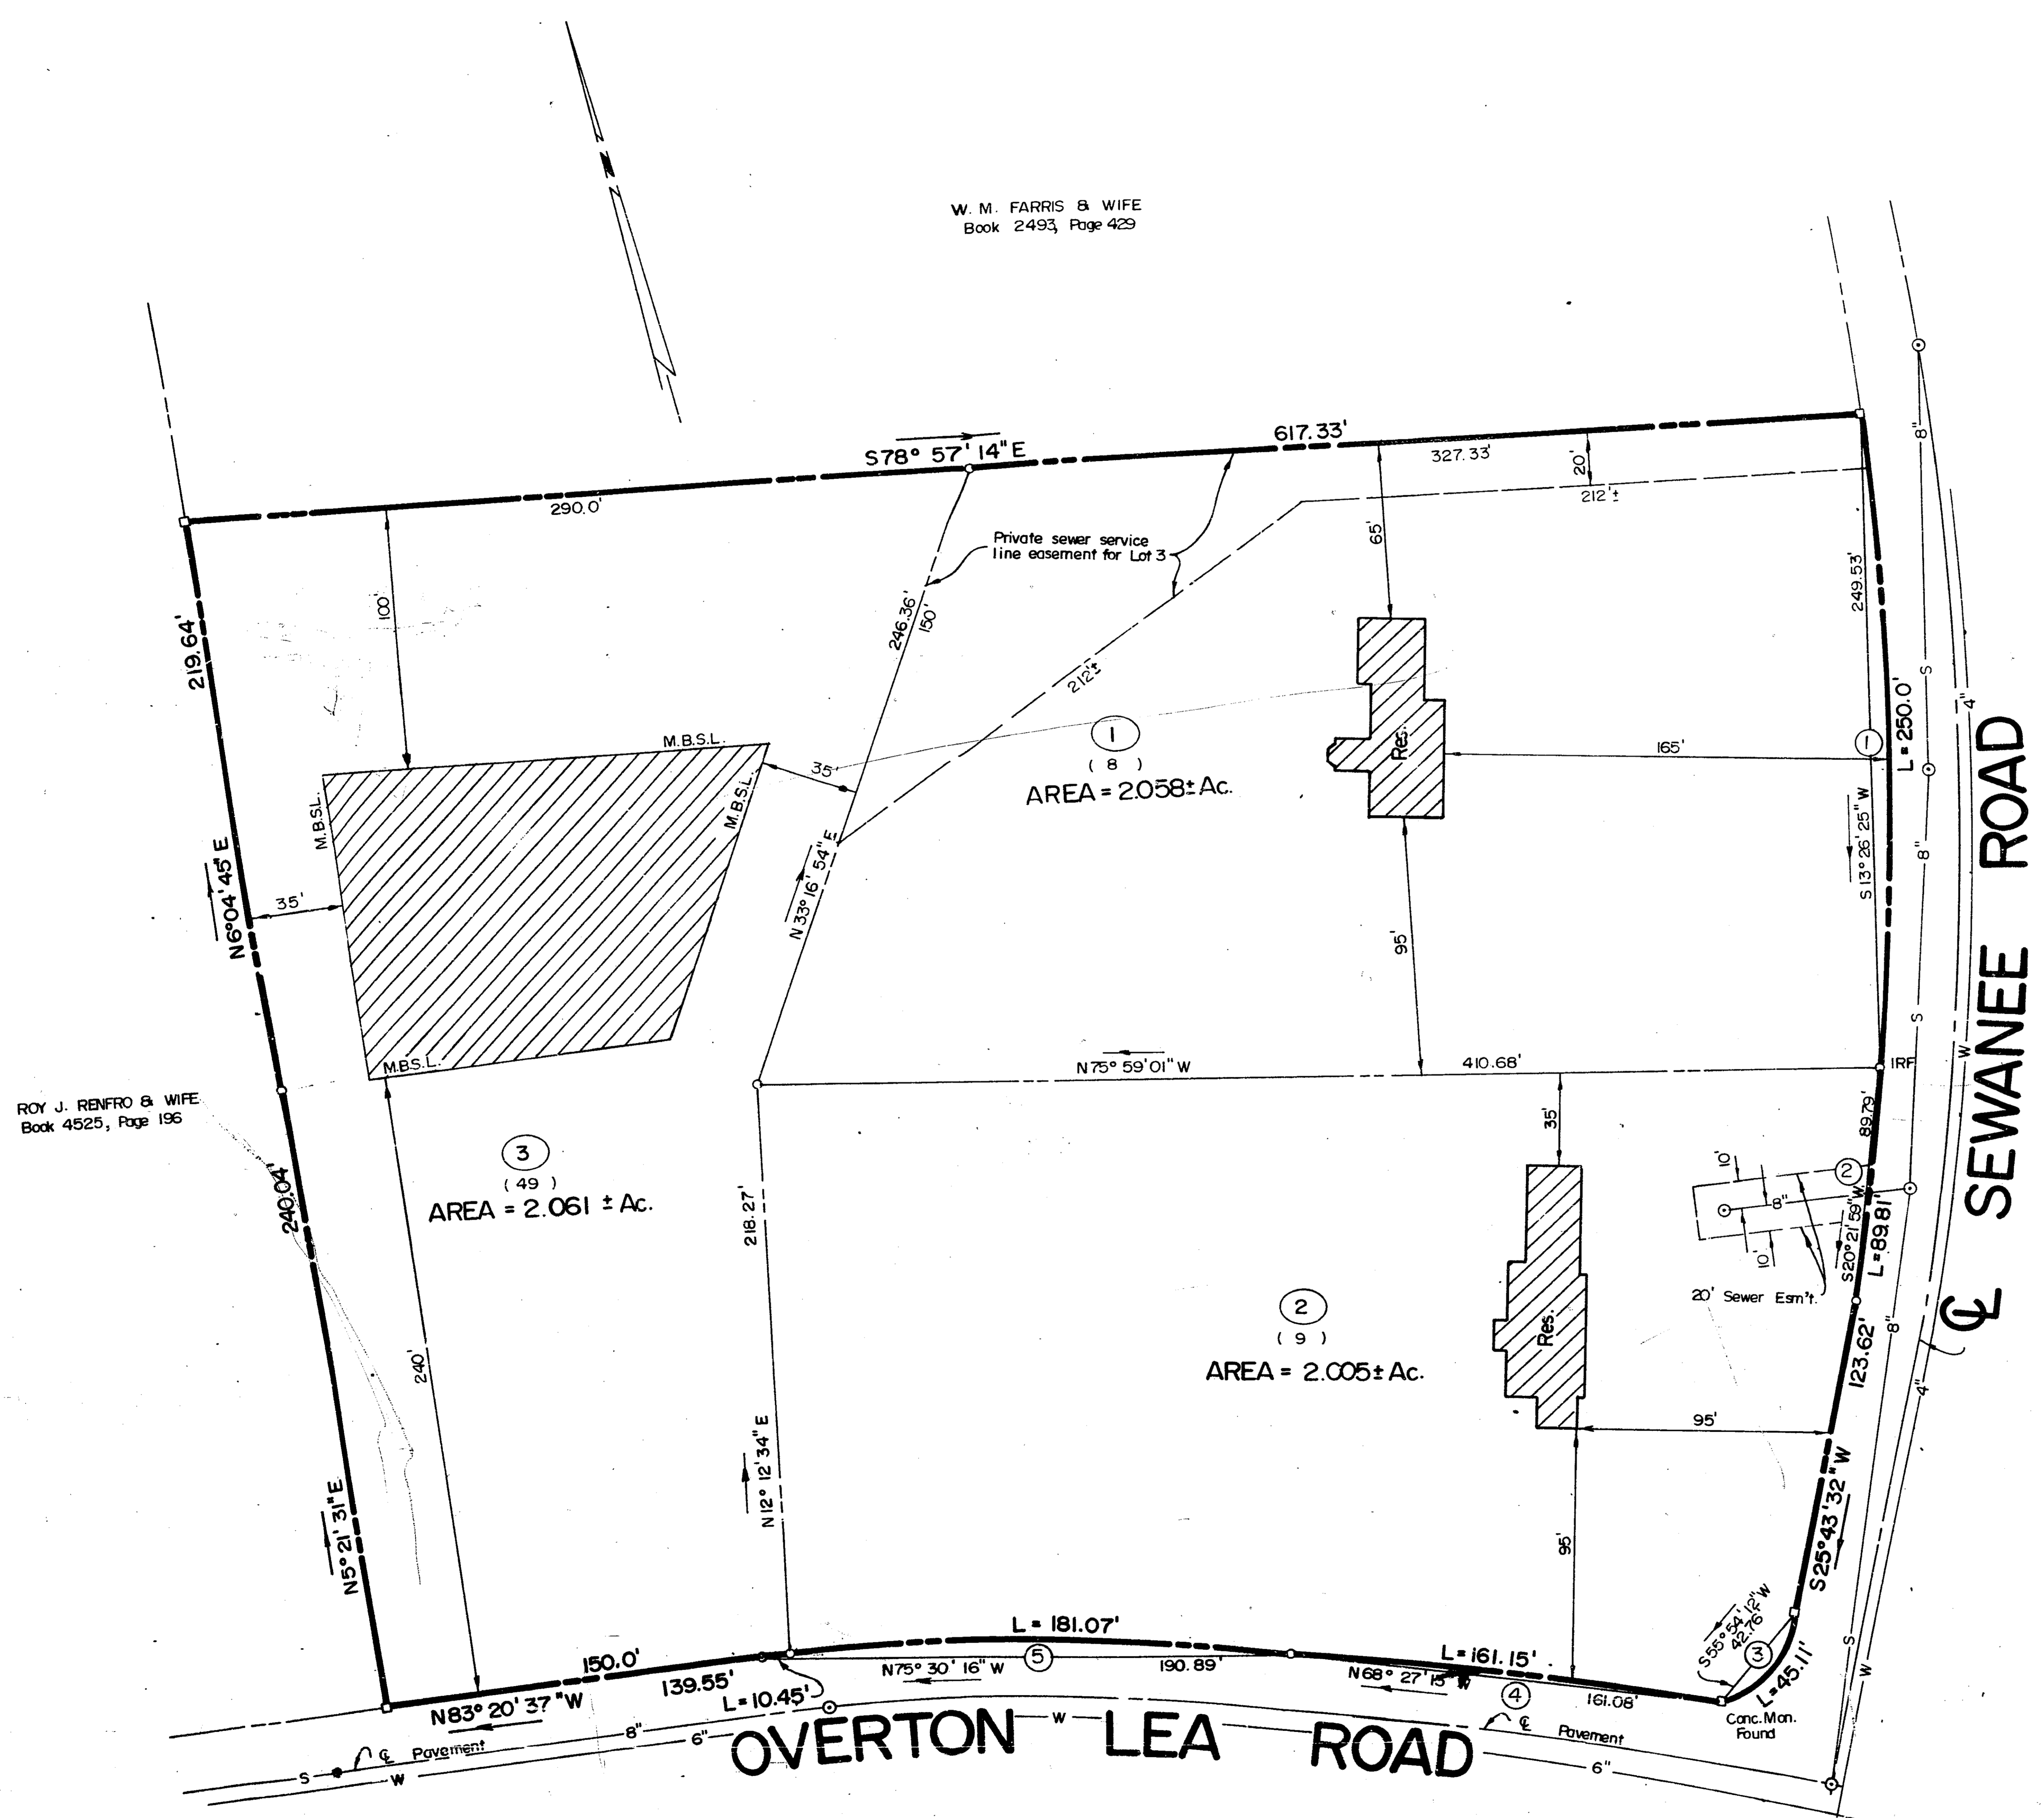 W. M. FARRIS & WIFE
Book 2493, Page 429
S78° 57' 14" E
617.33'
327.33'
20'
212'±
290.0'
Private sewer service
line easement for Lot 3
65'
8"
100'
219.64'
246.36'
150'
212'±
249.53'
S
4"
M.B.S.L.
35'
M.B.S.L.
M.B.S.L.
1
( 8 )
AREA = 2.058± Ac.
Res.
165'
1
L = 250.0'
SEWANEE ROAD
N6° 04' 45" E
35'
N 33° 16' 54" E
S 13° 26' 25" W
8"
95'
S
W
M.B.S.L.
N 75° 59' 01" W
410.68'
IRF
ROY J. RENFRO & WIFE
Book 4525, Page 196
3
( 49 )
AREA = 2.061 ± Ac.
240.04'
218.27'
35'
89.79'
10'
8"
10'
2
S20° 21' 59" W
L = 89.81'
20' Sewer Esm't.
℄
2
( 9 )
AREA = 2.005± Ac.
Res.
8"
123.62'
4"
240'
95'
N12° 12' 34" E
N5° 21' 31" E
95'
S25° 43' 32" W
S55° 54' 12" W
42.76'
3
L = 45.11'
S
W
L = 181.07'
5
N75° 30' 16" W
190.89'
L = 161.15'
N68° 27' 15" W
4
161.08'
Conc. Mon.
Found
150.0'
139.55'
N83° 20' 37" W
L = 10.45'
OVERTON LEA ROAD
W
℄ Pavement
8"
6"
℄ Pavement
6"
S
W